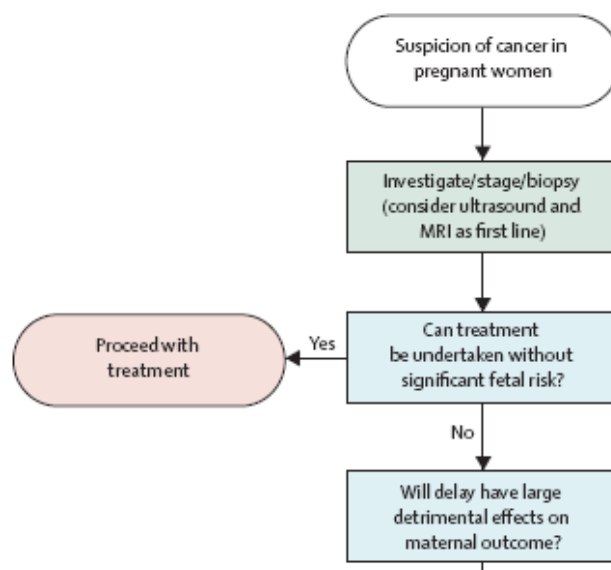 Suspicion of cancer in
pregnant women
Investigate/stage/biopsy
(consider ultrasound and
MRI as first line)
Can treatment
be undertaken without
significant fetal risk?
Yes
Proceed with
treatment
No
Will delay have large
detrimental effects on
maternal outcome?